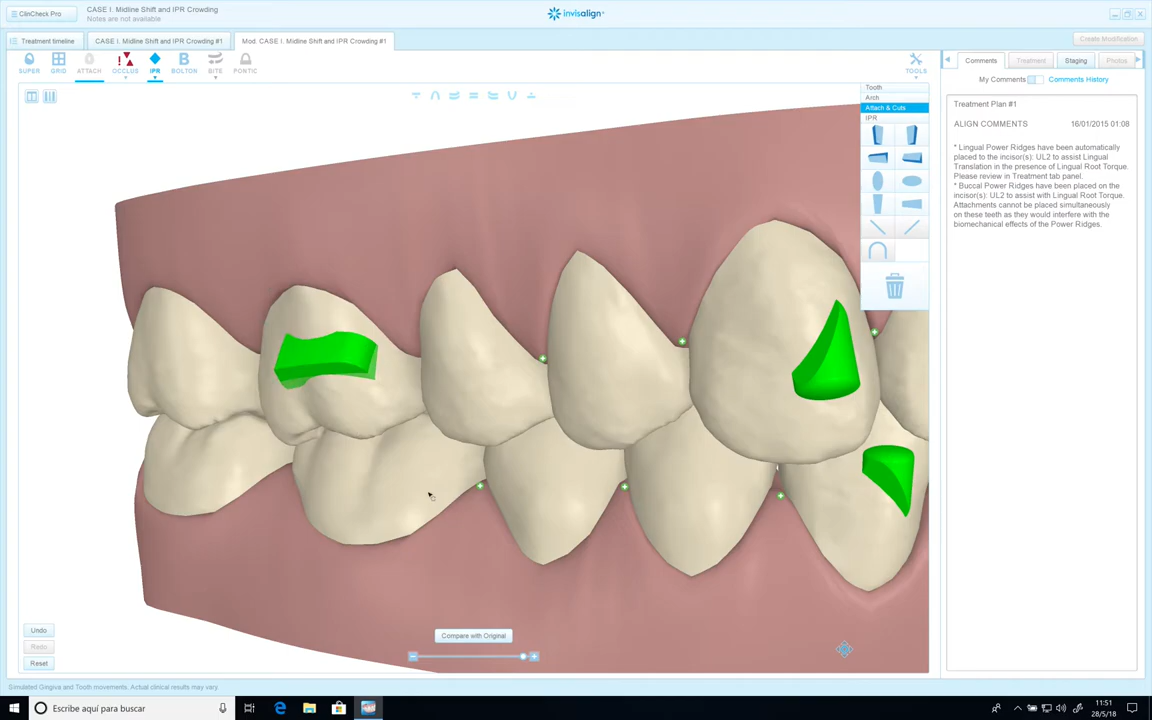 ClinCheck Pro
CASE I. Midline Shift and IPR Crowding
Notes are not available
invisalign
Treatment timeline
CASE I. Midline Shift and IPR Crowding #1
Mod. CASE I. Midline Shift and IPR Crowding #1
Create Modification
SUPER
GRID
ATTACH
OCCLUS
IPR
BOLTON
BITE
PONTIC
TOOLS
Comments
Treatment
Staging
Photos
My Comments
Comments History
Tooth
Arch
Attach & Cuts
IPR
Treatment Plan #1
ALIGN COMMENTS
16/01/2015 01:08
* Lingual Power Ridges have been automatically
placed to the incisor(s): UL2 to assist Lingual
Translation in the presence of Lingual Root Torque.
Please review in Treatment tab panel.
* Buccal Power Ridges have been placed on the
incisor(s): UL2 to assist with Lingual Root Torque.
Attachments cannot be placed simultaneously
on these teeth as they would interfere with the
biomechanical effects of the Power Ridges.
Undo
Redo
Reset
Compare with Original
Simulated Gingiva and Tooth movements. Actual clinical results may vary.
Escribe aquí para buscar
11:51
28/5/18